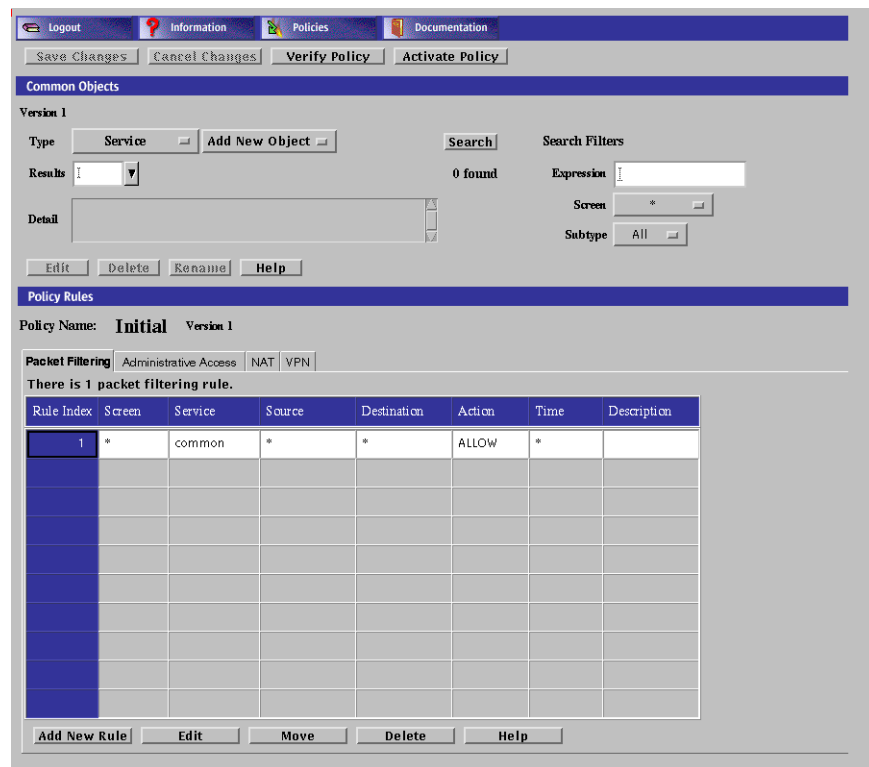 Logout Information Policies Documentation
Save Changes Cancel Changes Verify Policy Activate Policy
Common Objects
Version 1
Type Service Add New Object Search Search Filters
Results 0 found Expression
Screen *
Detail
Subtype All
Edit Delete Rename Help
Policy Rules
Policy Name: Initial Version 1
Packet Filtering Administrative Access NAT VPN
There is 1 packet filtering rule.
Rule Index Screen Service Source Destination Action Time Description
1 * common * * ALLOW *
Add New Rule Edit Move Delete Help